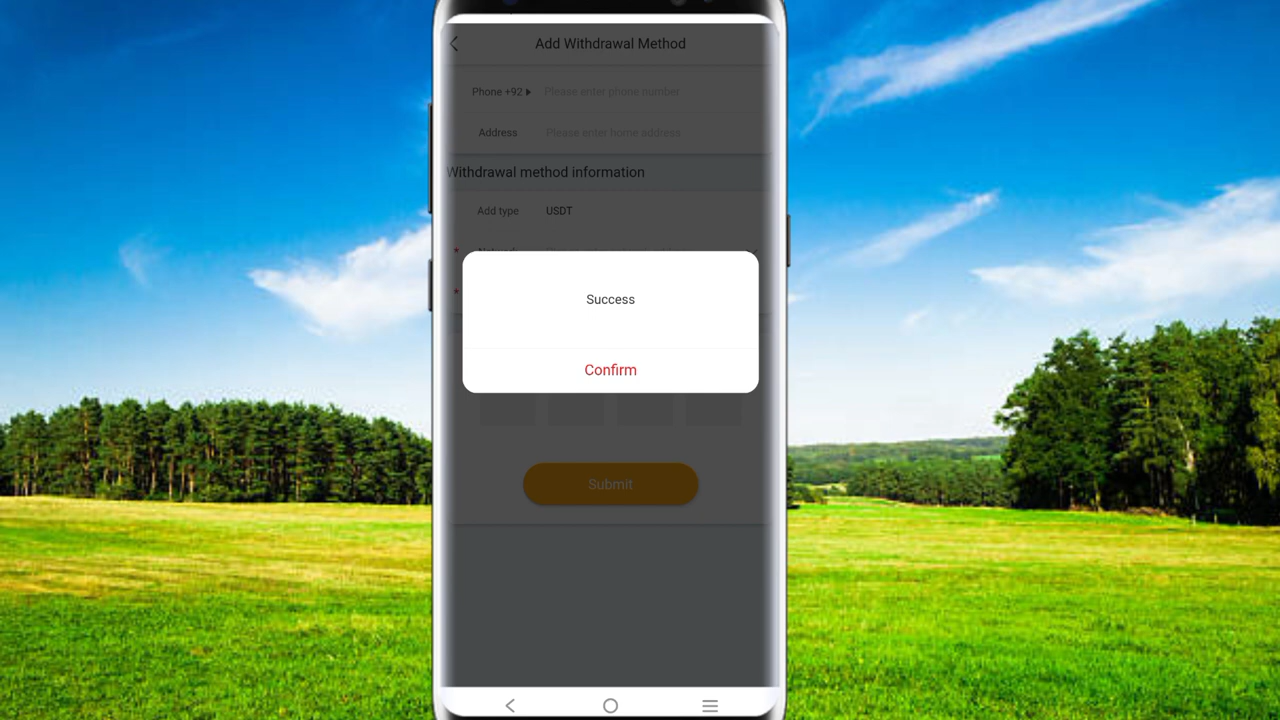 Add Withdrawal Method
Phone +92 Please enter phone number
Address Please enter home address
Withdrawal method information
Add type USDT
* Network
*
Success
Confirm
Submit